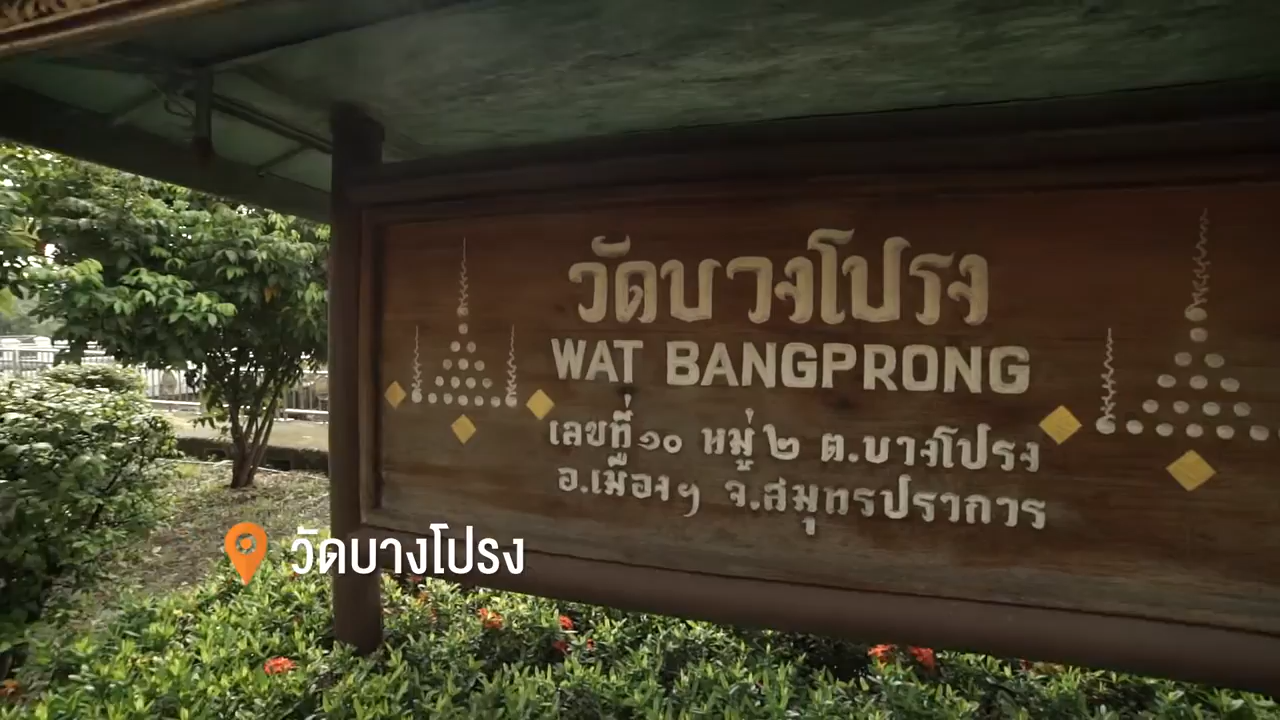 วัดบางโปรง
WAT BANGPRONG
เลขที่ ๑๐ หมู่ ๒ ต.บางโปรง
อ.เมืองฯ จ.สมุทรปราการ
วัดบางโปรง